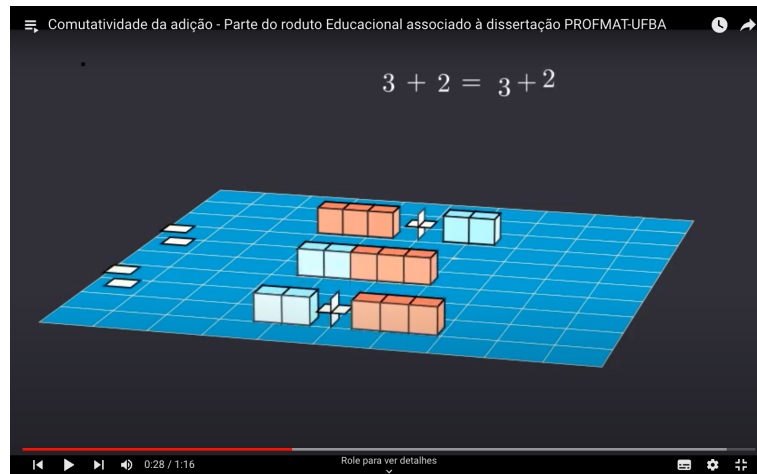 Comutatividade da adição - Parte do roduto Educacional associado à dissertação PROFMAT-UFBA
3 + 2 = 3 + 2
0:28 / 1:16
Role para ver detalhes